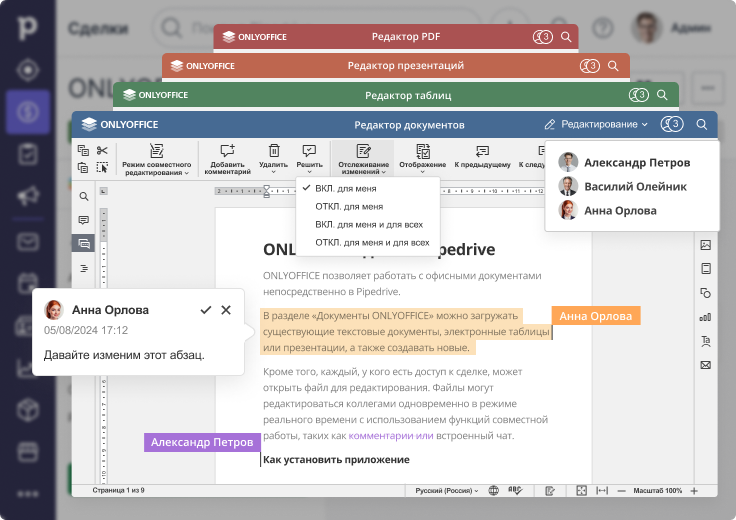 Сделки
Админ
ONLYOFFICE Редактор PDF 3
ONLYOFFICE Редактор презентаций 3
ONLYOFFICE Редактор таблиц 3
ONLYOFFICE Редактор документов Редактирование 3
Режим совместного
редактирования
Добавить
комментарий
Удалить
Решить
Отслеживание
изменений
Отображение
К предыдущему
К следу
Александр Петров
Василий Олейник
Анна Орлова
ВКЛ. для меня
ОТКЛ. для меня
ВКЛ. для меня и для всех
ОТКЛ. для меня и для всех
ONL pedrive
ONLYOFFICE позволяет работать с офисными документами
непосредственно в Pipedrive.
В разделе «Документы ONLYOFFICE» можно загружать
существующие текстовые документы, электронные таблицы
или презентации, а также создавать новые.
Анна Орлова
Анна Орлова
05/08/2024 17:12
Давайте изменим этот абзац.
Кроме того, каждый, у кого есть доступ к сделке, может
открыть файл для редактирования. Файлы могут
редактироваться коллегами одновременно в режиме
реального времени с использованием функций совместной
работы, таких как комментарии или встроенный чат.
Александр Петров
Как установить приложение
Страница 1 из 9
Русский (Россия)
Масштаб 100%